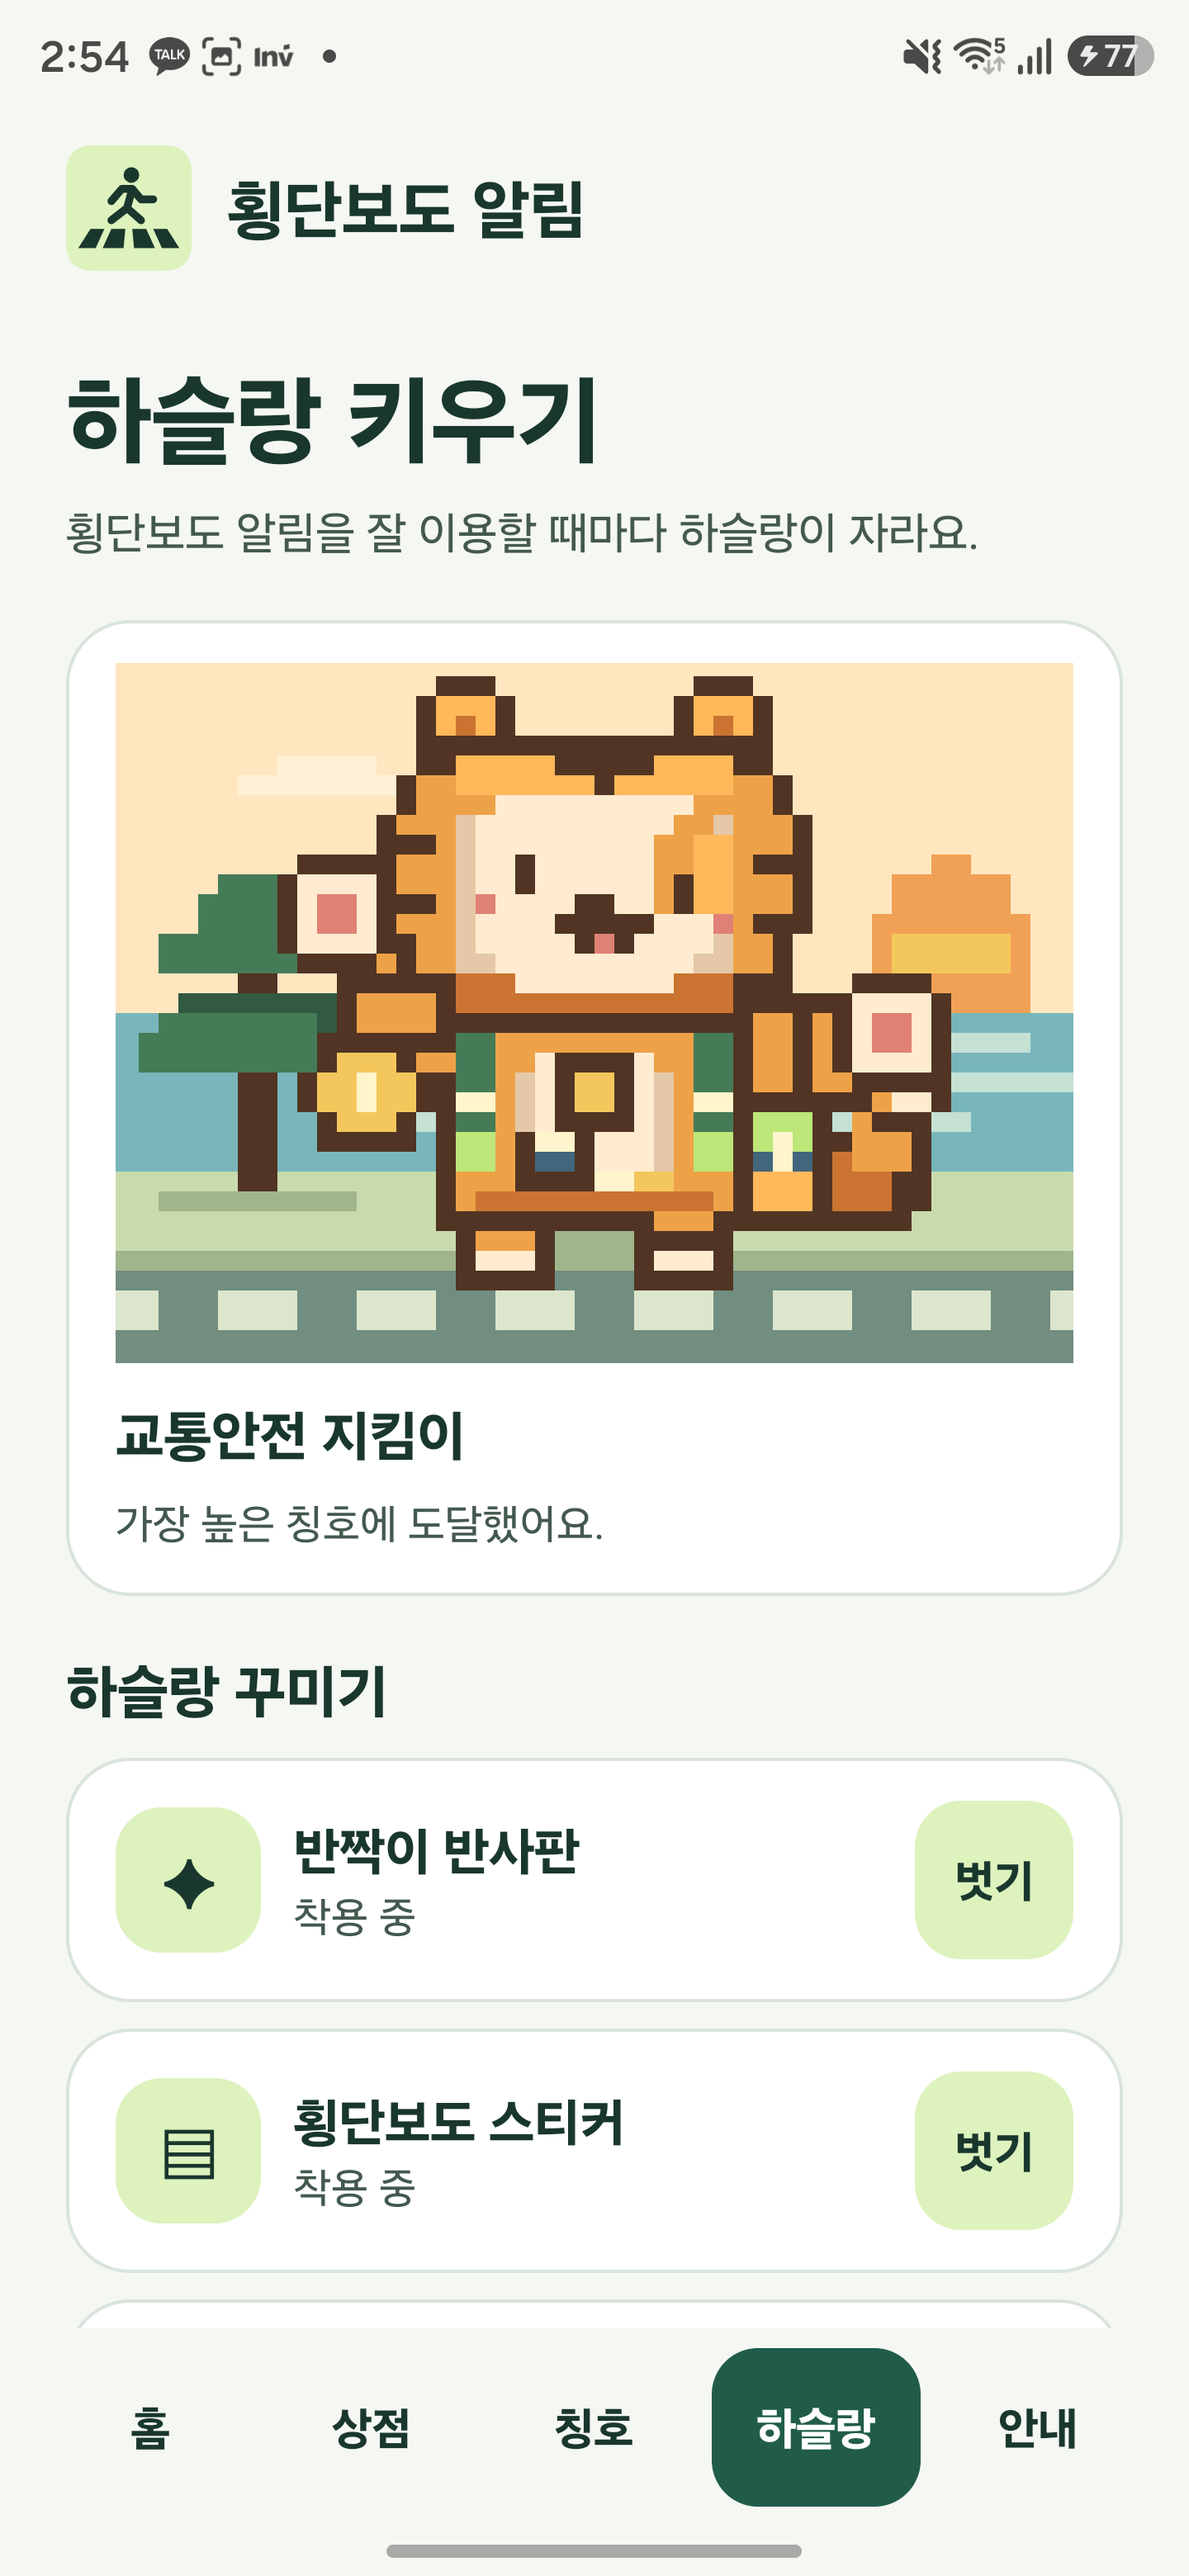 2:54 TALK Inv 5 77
횡단보도 알림
하슬랑 키우기
횡단보도 알림을 잘 이용할 때마다 하슬랑이 자라요.
교통안전 지킴이
가장 높은 칭호에 도달했어요.
하슬랑 꾸미기
반짝이 반사판
착용 중
벗기
횡단보도 스티커
착용 중
벗기
홈 상점 칭호 하슬랑 안내